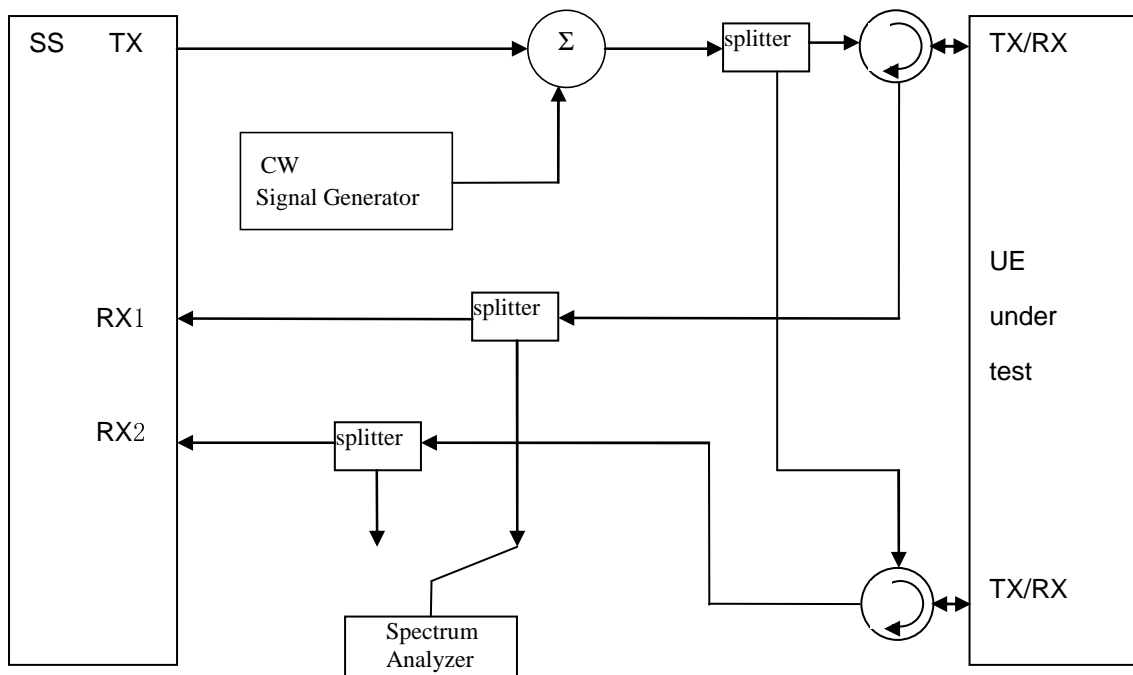 SS TX
Σ
splitter
TX/RX
CW
Signal Generator
UE
under
test
RX1
splitter
RX2
splitter
TX/RX
Spectrum
Analyzer